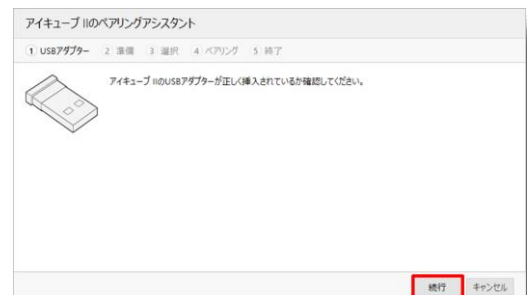 アイキューブ IIのペアリングアシスタント
1 USBアダプター 2 準備 3 選択 4 ペアリング 5 終了
アイキューブ IIのUSBアダプターが正しく挿入されているか確認してください。
続行 キャンセル